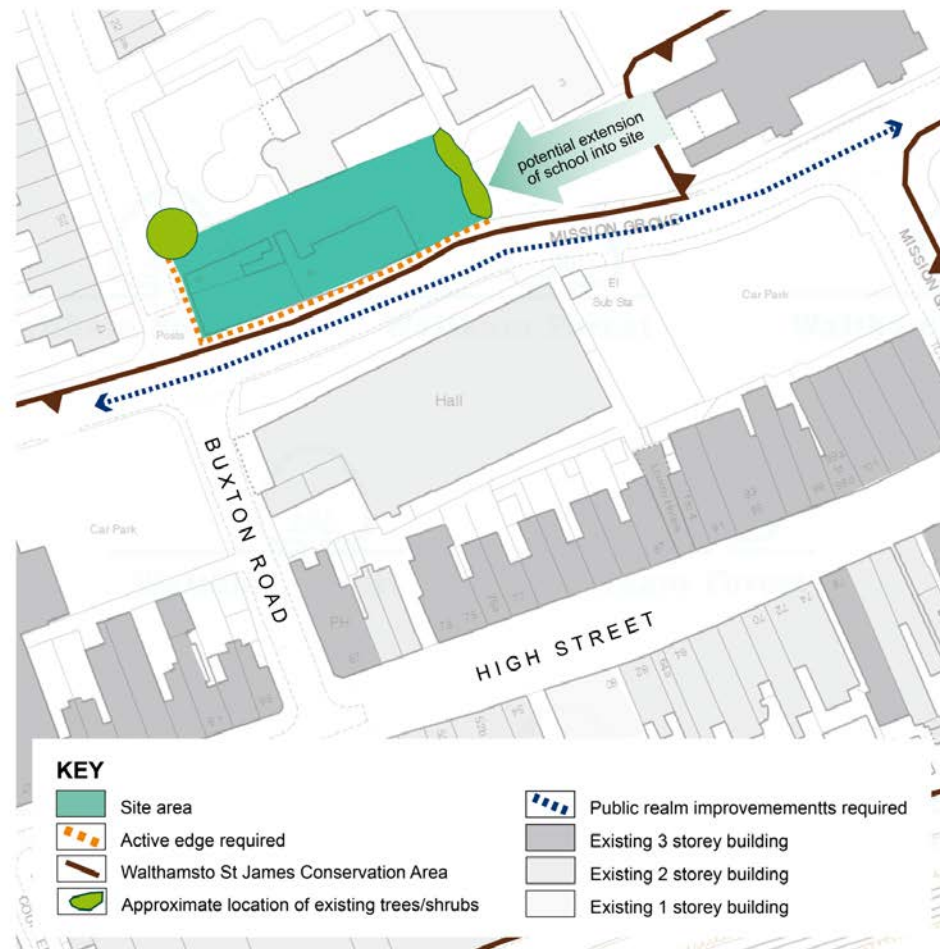 potential extension
of school into site
MISSION GROVE
El
Sub Sta
Car Park
Posts
Hall
BUXTON ROAD
Car Park
PH
HIGH STREET
KEY
Site area
Active edge required
Walthamsto St James Conservation Area
Approximate location of existing trees/shrubs
Public realm improvemementts required
Existing 3 storey building
Existing 2 storey building
Existing 1 storey building